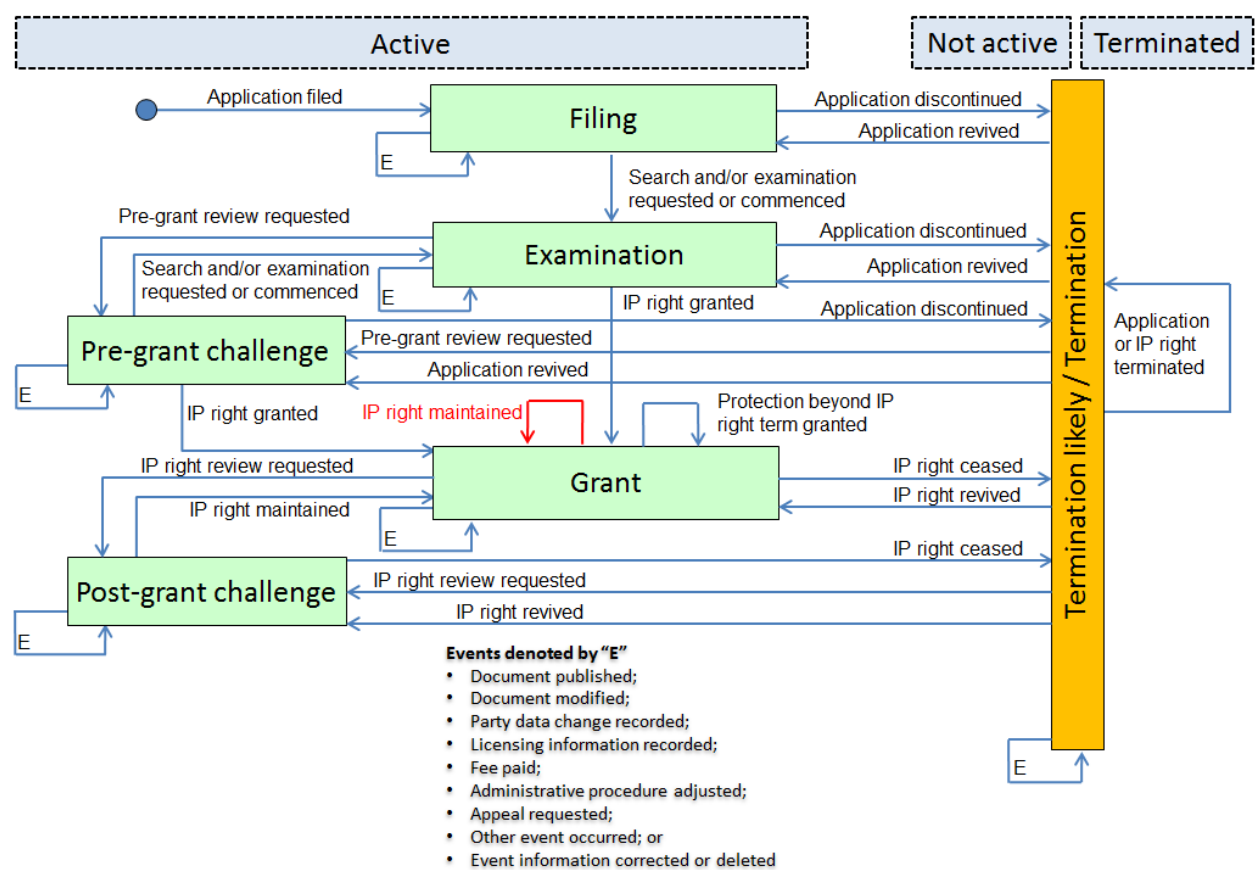 Active
Not active
Terminated
Application filed
Filing
Application discontinued
Application revived
E
Search and/or examination
requested or commenced
Pre-grant review requested
Examination
Application discontinued
Search and/or examination
requested or commenced
Application revived
E
IP right granted
Application discontinued
Pre-grant challenge
Pre-grant review requested
Application revived
E
Application
or IP right
terminated
IP right granted
IP right maintained
Protection beyond IP
right term granted
IP right review requested
Grant
IP right ceased
IP right revived
IP right maintained
E
IP right ceased
Post-grant challenge
IP right review requested
IP right revived
E
Termination likely / Termination
E
Events denoted by “E”
• Document published;
• Document modified;
• Party data change recorded;
• Licensing information recorded;
• Fee paid;
• Administrative procedure adjusted;
• Appeal requested;
• Other event occurred; or
• Event information corrected or deleted